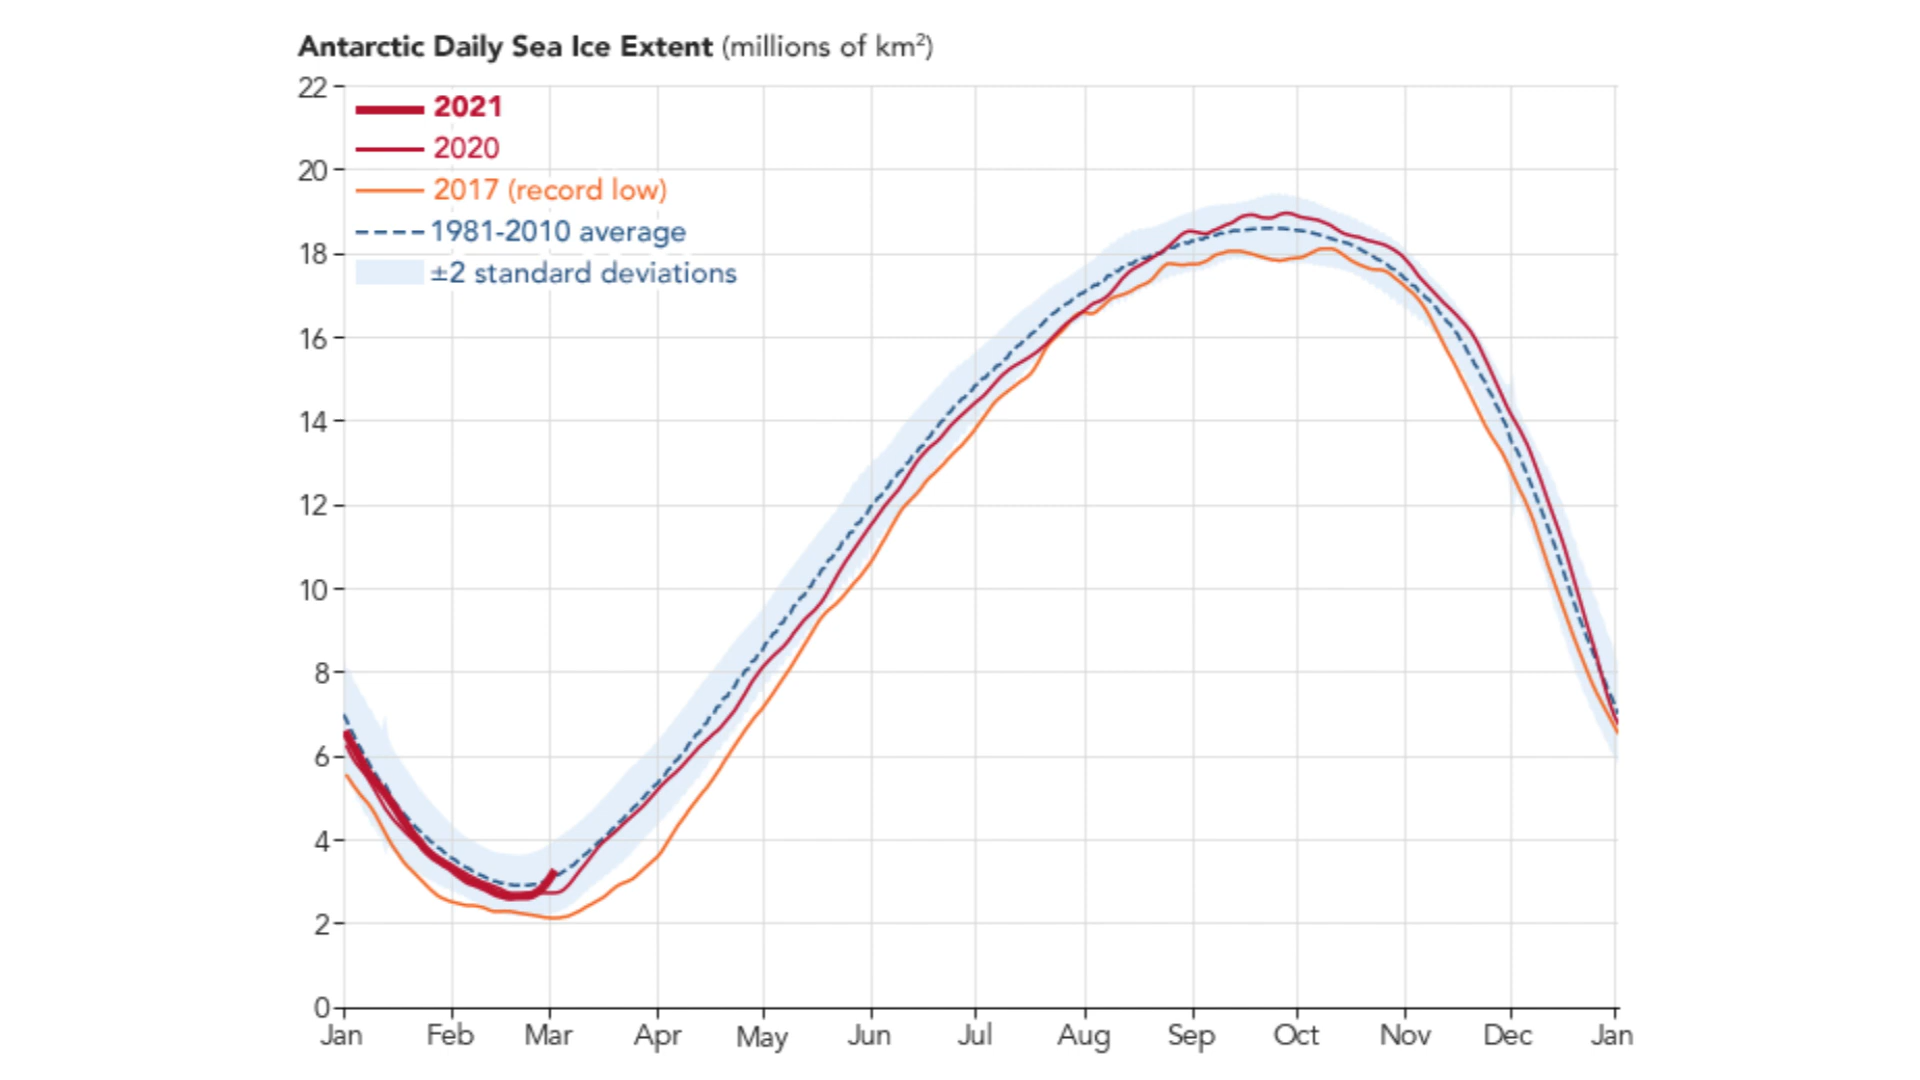 Antarctic Daily Sea Ice Extent (millions of km²)
22
2021
2020
20
2017 (record low)
1981-2010 average
18
±2 standard deviations
16
14
12
10
8
6
4
2
0
Jan Feb Mar Apr May Jun Jul Aug Sep Oct Nov Dec Jan